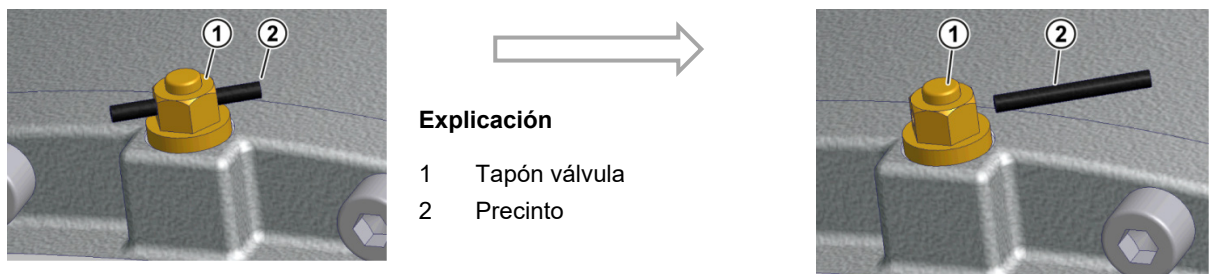 1 2
1 2
Explicación
1 Tapón válvula
2 Precinto